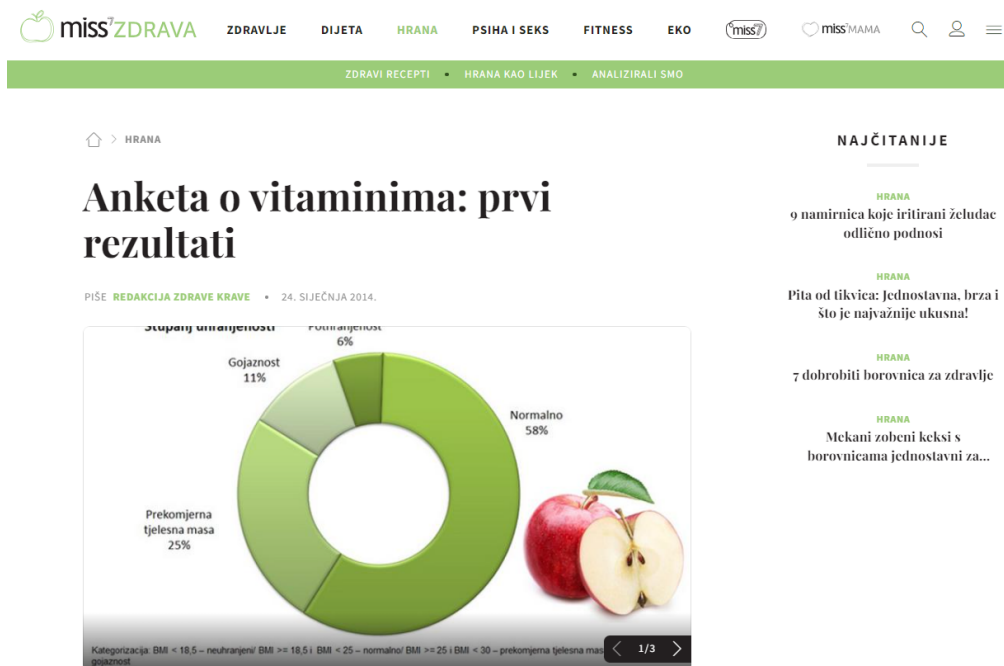 miss7ZDRAVA
ZDRAVLJE DIJETA HRANA PSIHA I SEKS FITNESS EKO miss7 miss7MAMA
ZDRAVI RECEPTI • HRANA KAO LIJEK • ANALIZIRALI SMO
> HRANA
Anketa o vitaminima: prvi
rezultati
PIŠE REDAKCIJA ZDRAVE KRAVE • 24. SIJEČNJA 2014.
Stupanj uhranjenosti
Pothranjenost
6%
Gojaznost
11%
Normalno
58%
Prekomjerna
tjelesna masa
25%
Kategorizacija: BMI < 18,5 – neuhranjeni/ BMI >= 18,5 i BMI < 25 – normalno/ BMI >= 25 i BMI < 30 – prekomjerna tjelesna
gojaznost
1/3
NAJČITANIJE
HRANA
9 namirnica koje iritirani želudac
odlično podnosi
HRANA
Pita od tikvica: Jednostavna, brza i
što je najvažnije ukusna!
HRANA
7 dobrobiti borovnica za zdravlje
HRANA
Mekani zobeni keksi s
borovnicama jednostavni za...